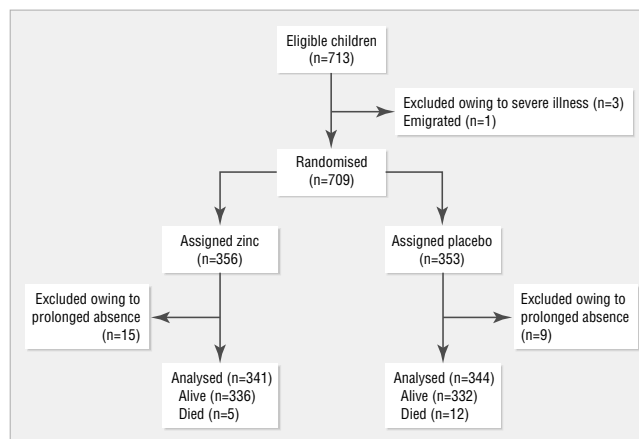 Eligible children
(n=713)
Excluded owing to severe illness (n=3)
Emigrated (n=1)
Randomised
(n=709)
Assigned zinc
(n=356)
Assigned placebo
(n=353)
Excluded owing to
prolonged absence
(n=15)
Excluded owing to
prolonged absence
(n=9)
Analysed (n=341)
Alive (n=336)
Died (n=5)
Analysed (n=344)
Alive (n=332)
Died (n=12)